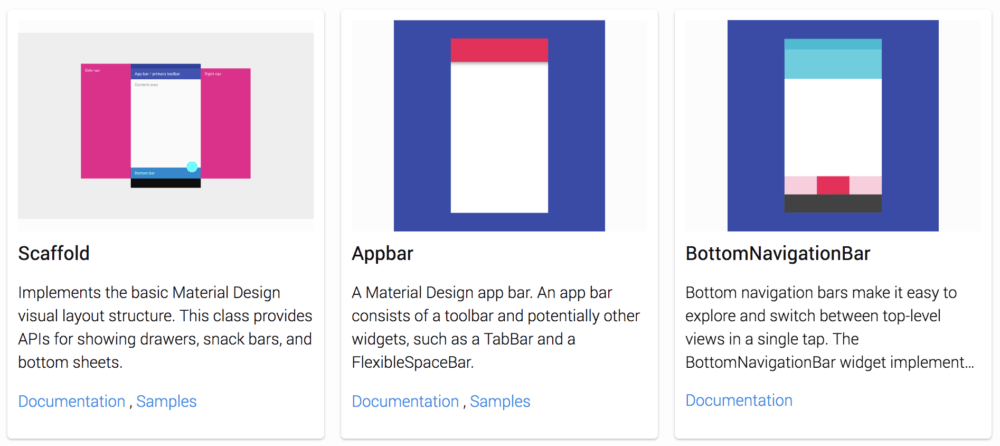 Side nav
App bar / primary toolbar
Right nav
Content area
Bottom bar
Scaffold
Implements the basic Material Design
visual layout structure. This class provides
APIs for showing drawers, snack bars, and
bottom sheets.
Documentation , Samples
Appbar
A Material Design app bar. An app bar
consists of a toolbar and potentially other
widgets, such as a TabBar and a
FlexibleSpaceBar.
Documentation , Samples
BottomNavigationBar
Bottom navigation bars make it easy to
explore and switch between top-level
views in a single tap. The
BottomNavigationBar widget implement...
Documentation